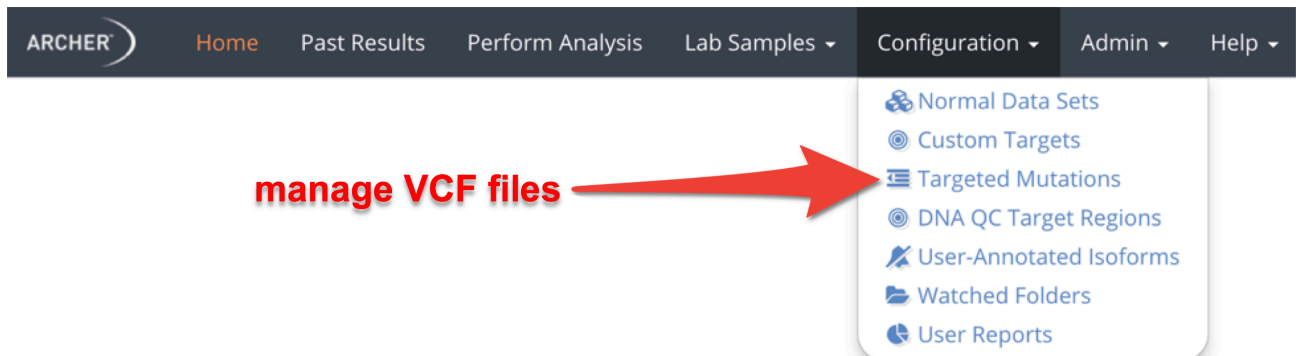 ARCHER™ Home Past Results Perform Analysis Lab Samples Configuration Admin Help
Normal Data Sets
Custom Targets
manage VCF files Targeted Mutations
DNA QC Target Regions
User-Annotated Isoforms
Watched Folders
User Reports